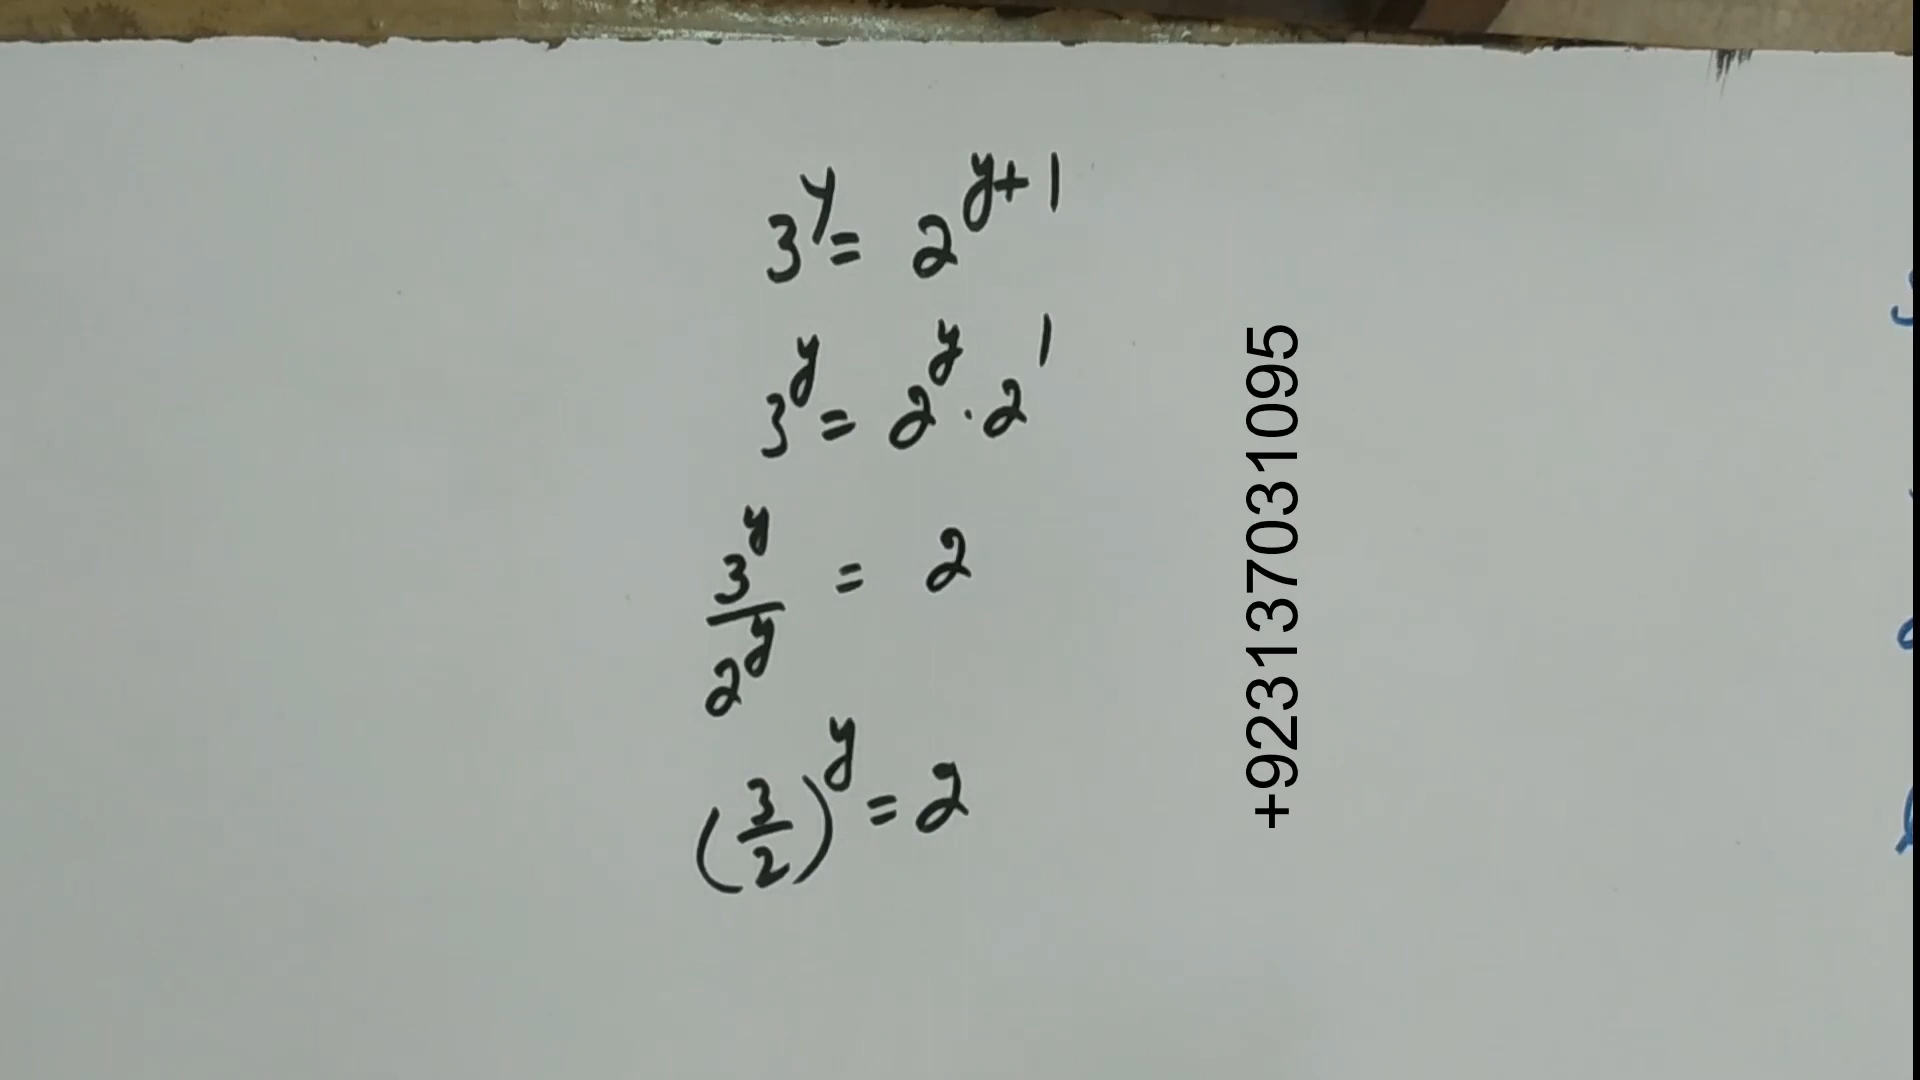 3^y = 2^{y+1}
3^y = 2^y · 2^1
3^y/2^y = 2
(3/2)^y = 2
+923137031095